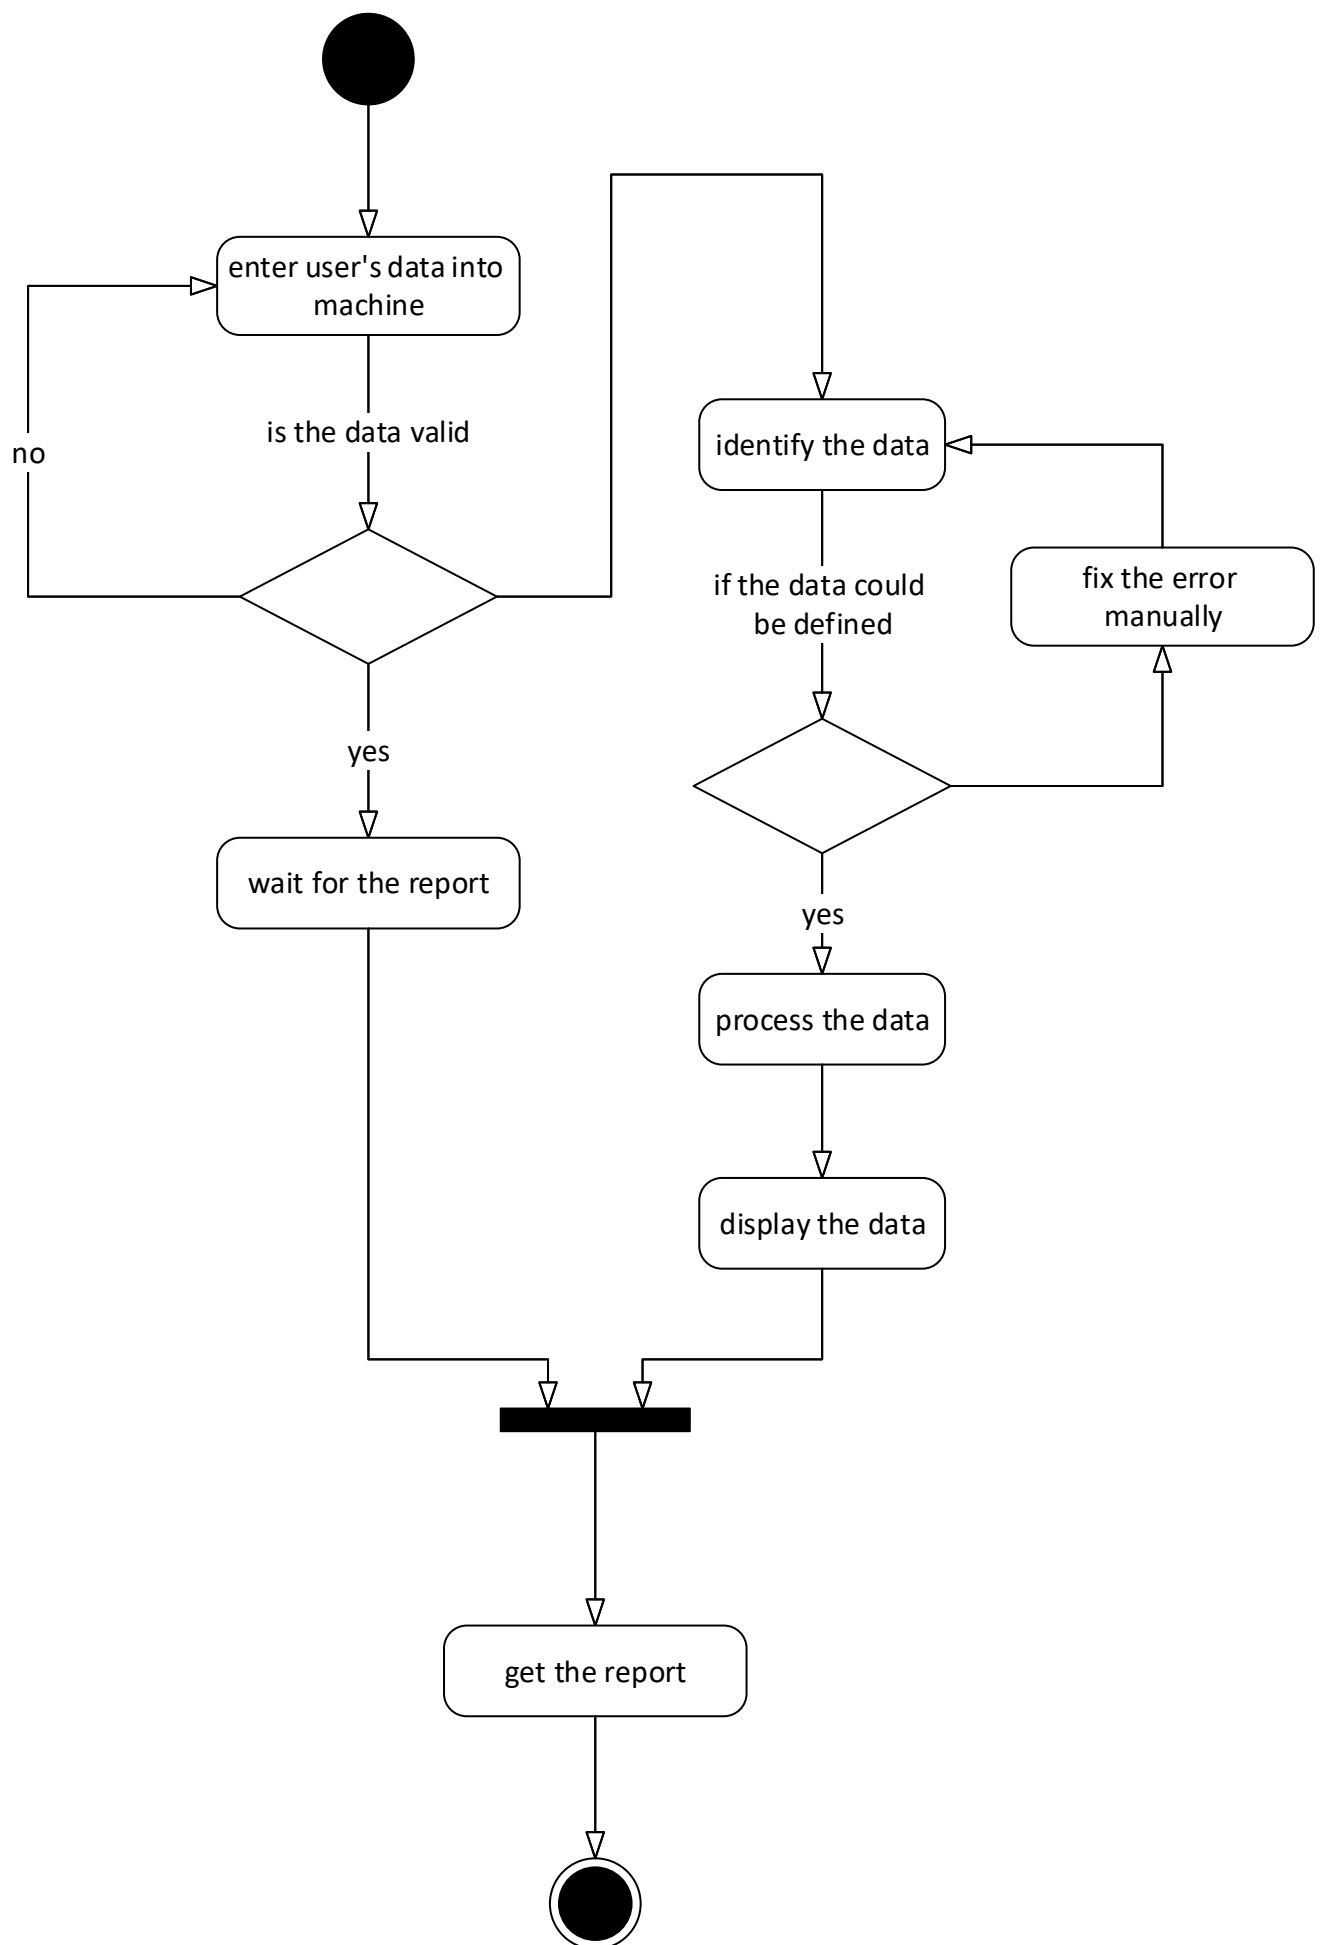 enter user's data into
machine
is the data valid
no
yes
wait for the report
identify the data
if the data could
be defined
fix the error
manually
yes
process the data
display the data
get the report